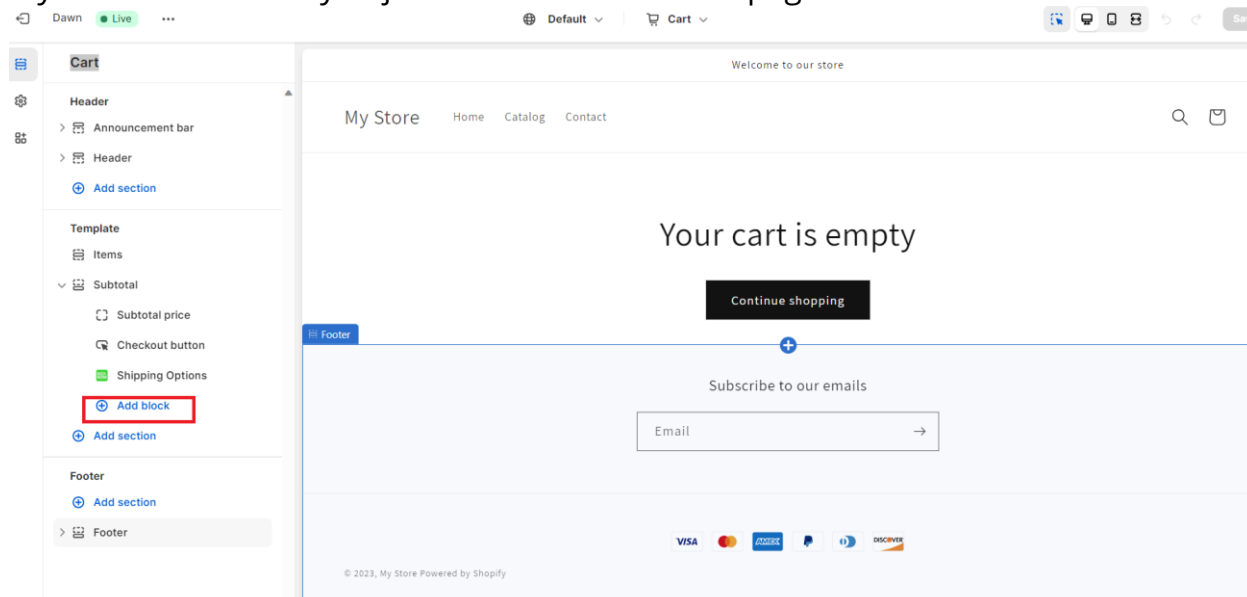 Dawn Live ... Default Cart
Cart
Welcome to our store
Header
Announcement bar
My Store Home Catalog Contact
Header
Add section
Template
Your cart is empty
Items
Subtotal
Continue shopping
Subtotal price
Footer
Checkout button
Shipping Options
Subscribe to our emails
Add block
Email
Add section
Footer
Add section
Footer
VISA AMEX DISCOVER
© 2023, My Store Powered by Shopify